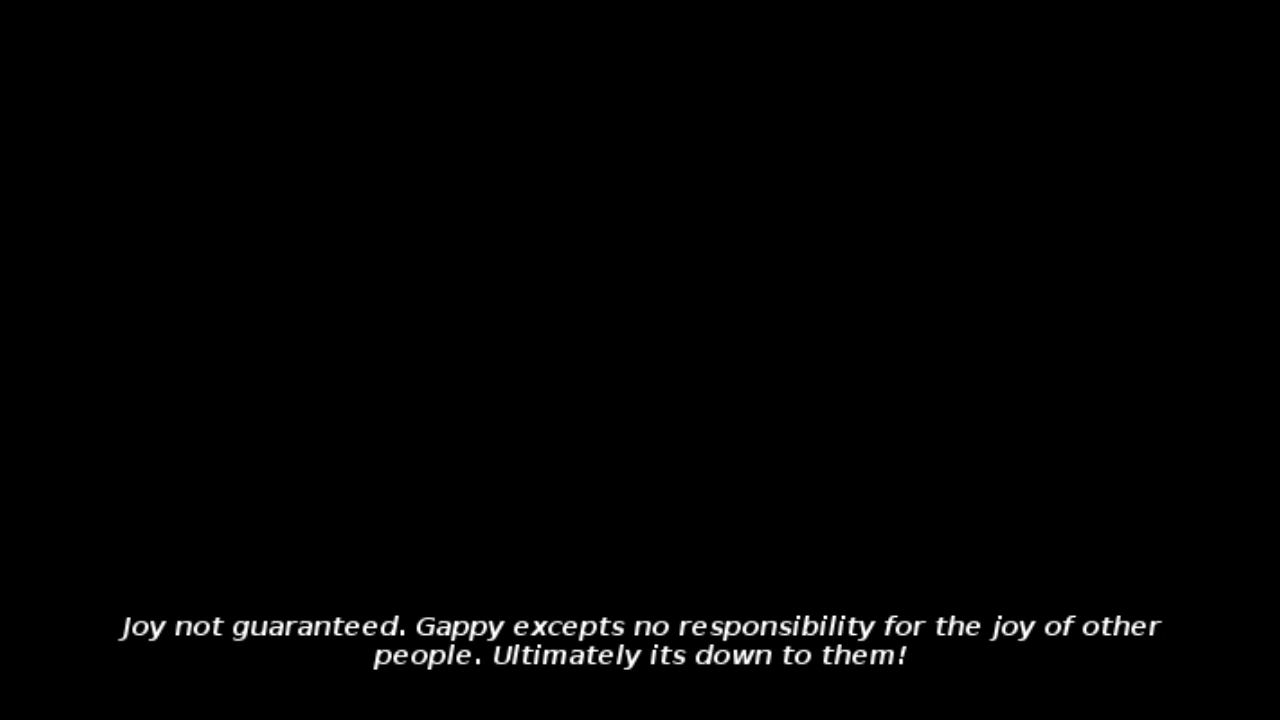 Joy not guaranteed. Gappy excepts no responsibility for the joy of other
people. Ultimately its down to them!